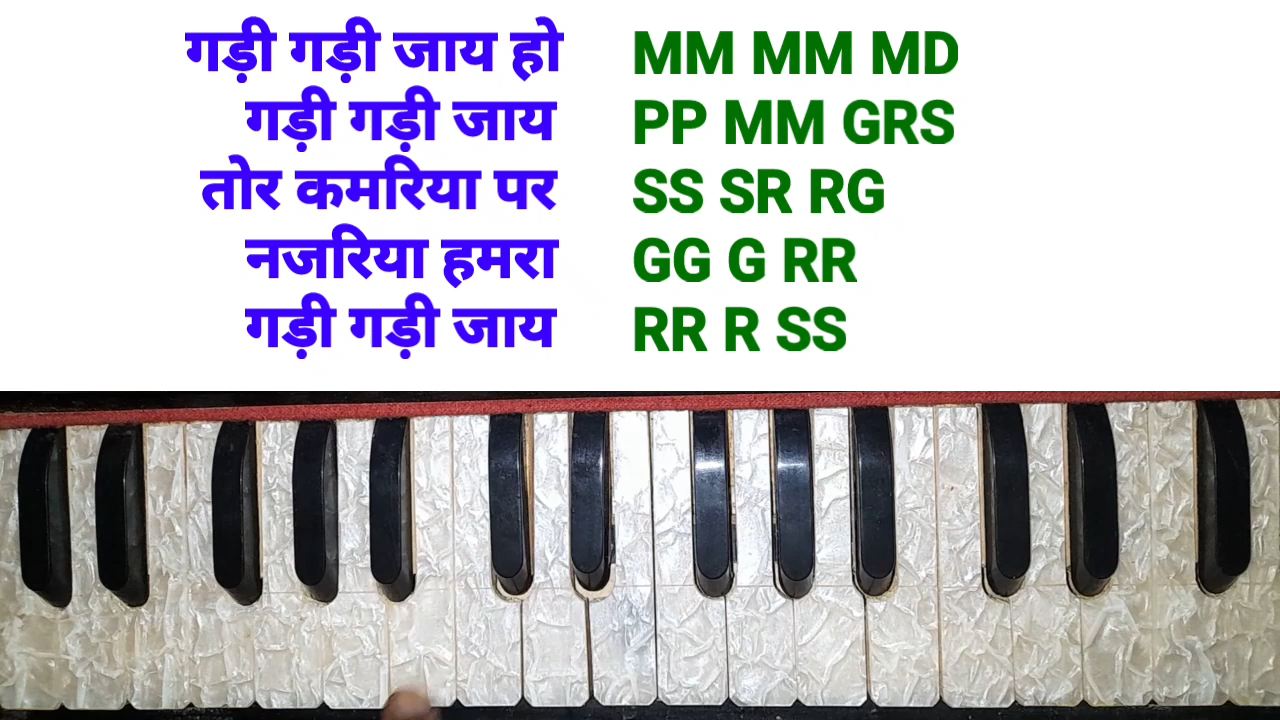 गड़ी गड़ी जाय हो MM MM MD
गड़ी गड़ी जाय PP MM GRS
तोर कमरिया पर SS SR RG
नजरिया हमरा GG G RR
गड़ी गड़ी जाय RR R SS